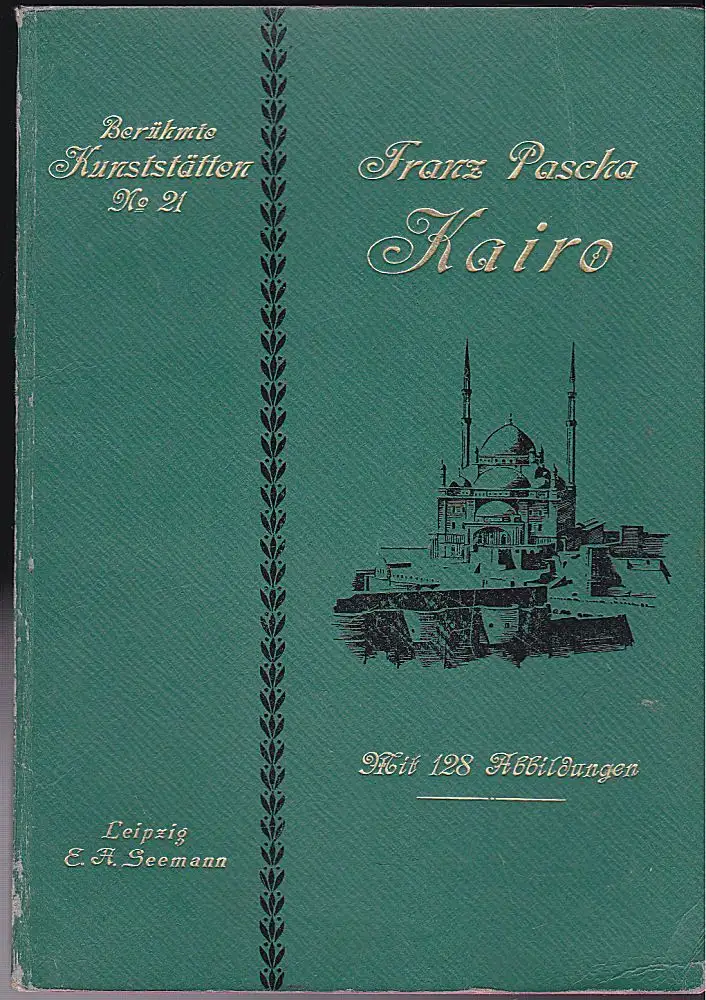 Berühmte
Kunststätten
No 21
Franz Pascha
Kairo
Mit 128 Abbildungen
Leipzig
E. A. Seemann